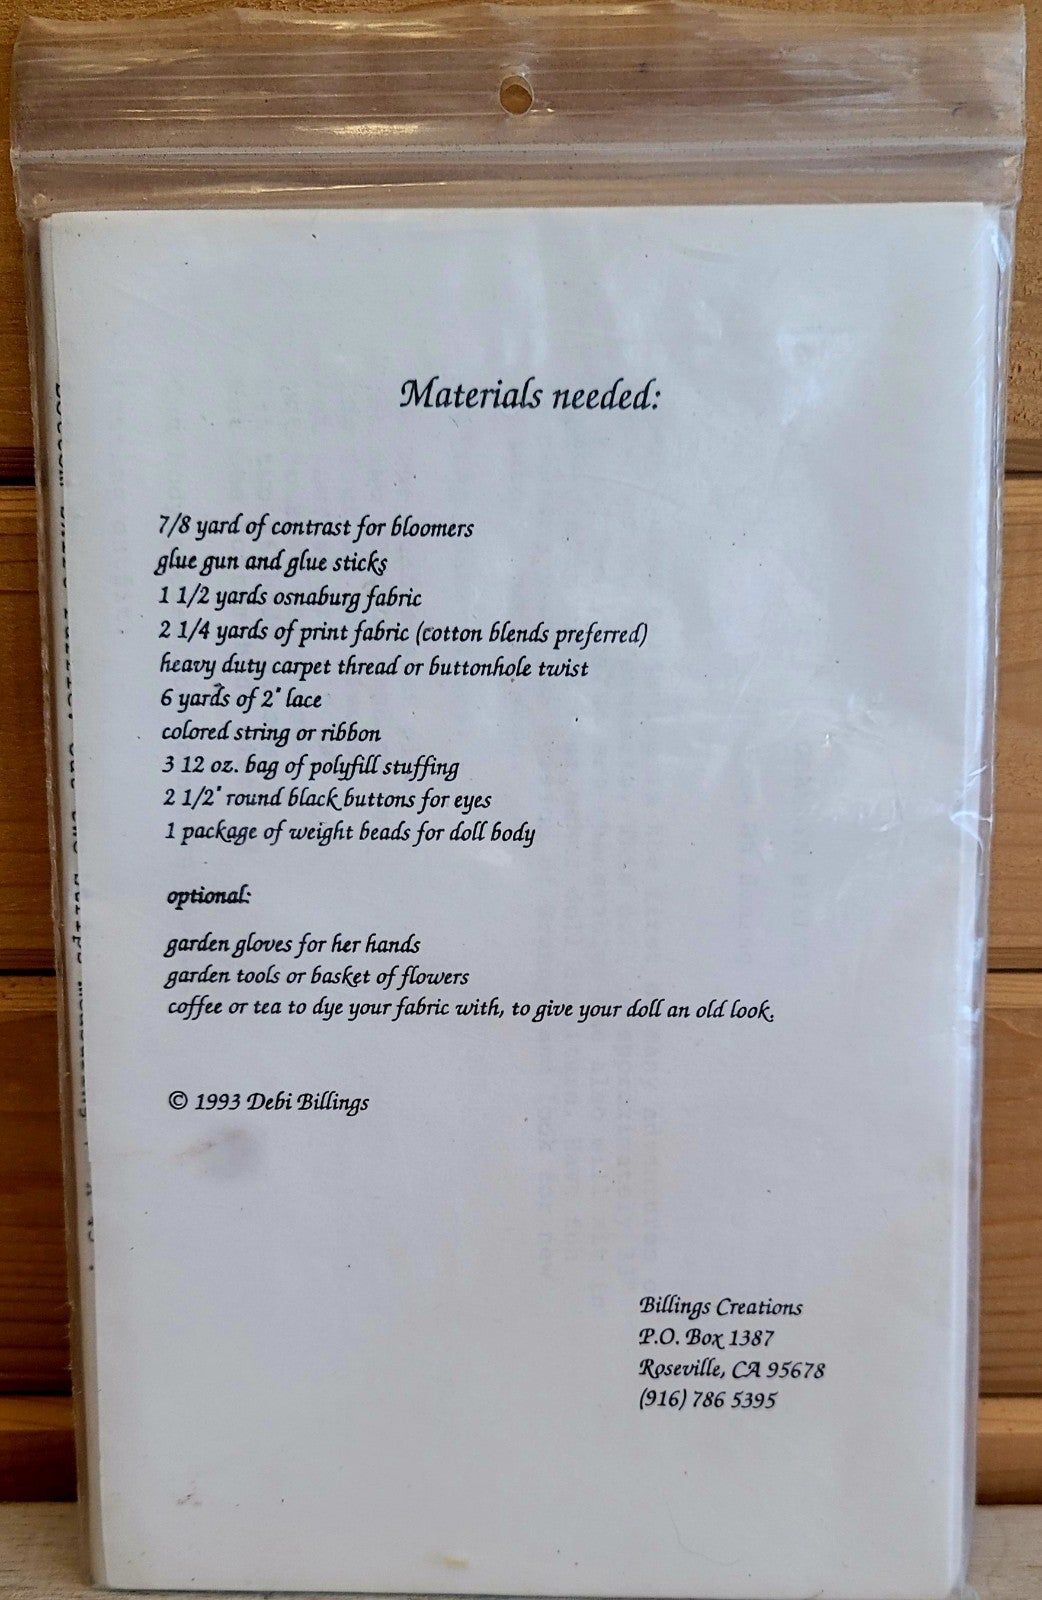 Materials needed:
7/8 yard of contrast for bloomers
glue gun and glue sticks
1 1/2 yards osnaburg fabric
2 1/4 yards of print fabric (cotton blends preferred)
heavy duty carpet thread or buttonhole twist
6 yards of 2" lace
colored string or ribbon
3 12 oz. bag of polyfill stuffing
2 1/2" round black buttons for eyes
1 package of weight beads for doll body
optional:
garden gloves for her hands
garden tools or basket of flowers
coffee or tea to dye your fabric with, to give your doll an old look.
© 1993 Debi Billings
Billings Creations
P.O. Box 1387
Roseville, CA 95678
(916) 786 5395